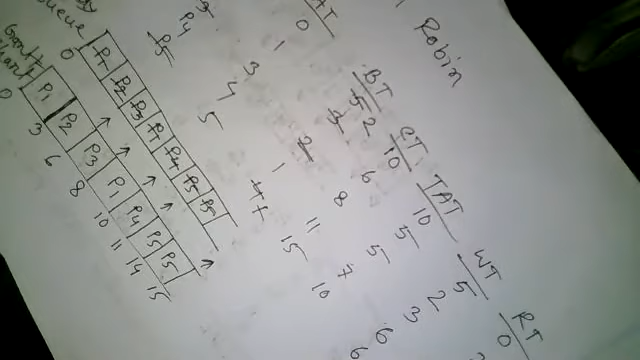 Robin
AT BT CT TAT WT RT
0 5 2 10 10 5 0
1 6 5 2
3 2 8 5 3
P4 4 1 11 7 6
P5 5 4 1 15 10 6
Queue
P1 P2 P3 P1 P4 P5 P5
0
Gantt
chart
P1 P2 P3 P1 P4 P5 P5
0 3 6 8 10 11 14 15